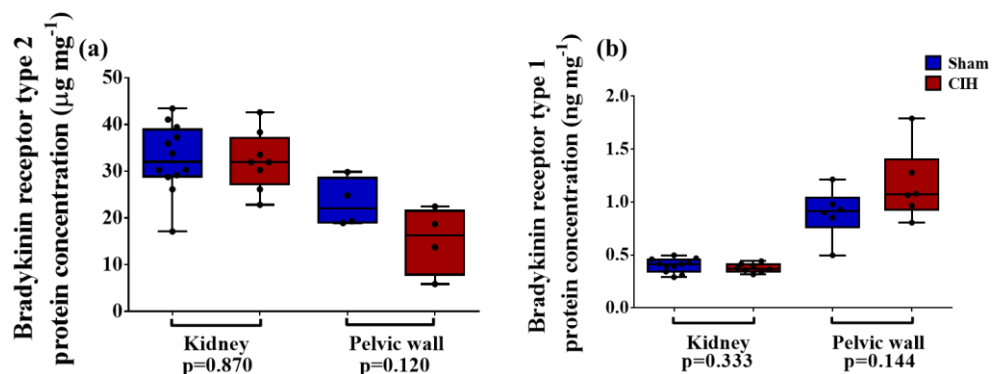 (a)
Bradykinin receptor type 2
protein concentration (μg mg⁻¹)
50
40
30
20
10
0
Kidney
p=0.870
Pelvic wall
p=0.120
(b)
Bradykinin receptor type 1
protein concentration (ng mg⁻¹)
Sham
CIH
2.0
1.5
1.0
0.5
0.0
Kidney
p=0.333
Pelvic wall
p=0.144